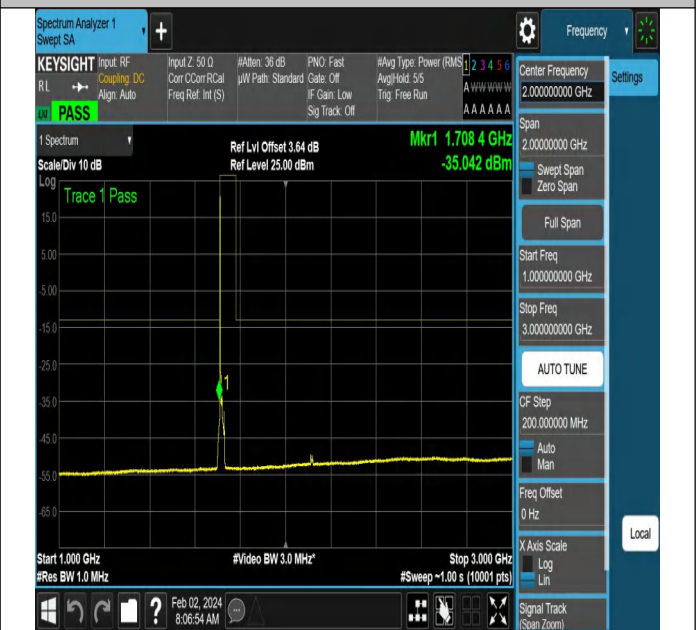 Spectrum Analyzer 1
Swept SA
Frequency
KEYSIGHT
RL
PASS
Input: RF
Coupling: DC
Align: Auto
Input Z: 50 Ω
Corr CCorr RCal
Freq Ref: Int (S)
#Atten: 36 dB
µW Path: Standard
PNO: Fast
Gate: Off
IF Gain: Low
Sig Track: Off
#Avg Type: Power (RMS
Avg|Hold: 5/5
Trig: Free Run
1 2 3 4 5 6
A W W W W W
A A A A A A
1 Spectrum
Scale/Div 10 dB
Ref Lvl Offset 3.64 dB
Ref Level 25.00 dBm
Mkr1 1.708 4 GHz
-35.042 dBm
Log
Trace 1 Pass
15.0
5.00
-5.00
-15.0
-25.0
-35.0
-45.0
-55.0
-65.0
1
Start 1.000 GHz
#Res BW 1.0 MHz
#Video BW 3.0 MHz*
Stop 3.000 GHz
#Sweep ~1.00 s (10001 pts)
Feb 02, 2024
8:06:54 AM
Center Frequency
2.000000000 GHz
Settings
Span
2.00000000 GHz
Swept Span
Zero Span
Full Span
Start Freq
1.000000000 GHz
Stop Freq
3.000000000 GHz
AUTO TUNE
CF Step
200.000000 MHz
Auto
Man
Freq Offset
0 Hz
Local
X Axis Scale
Log
Lin
Signal Track
(Span Zoom)